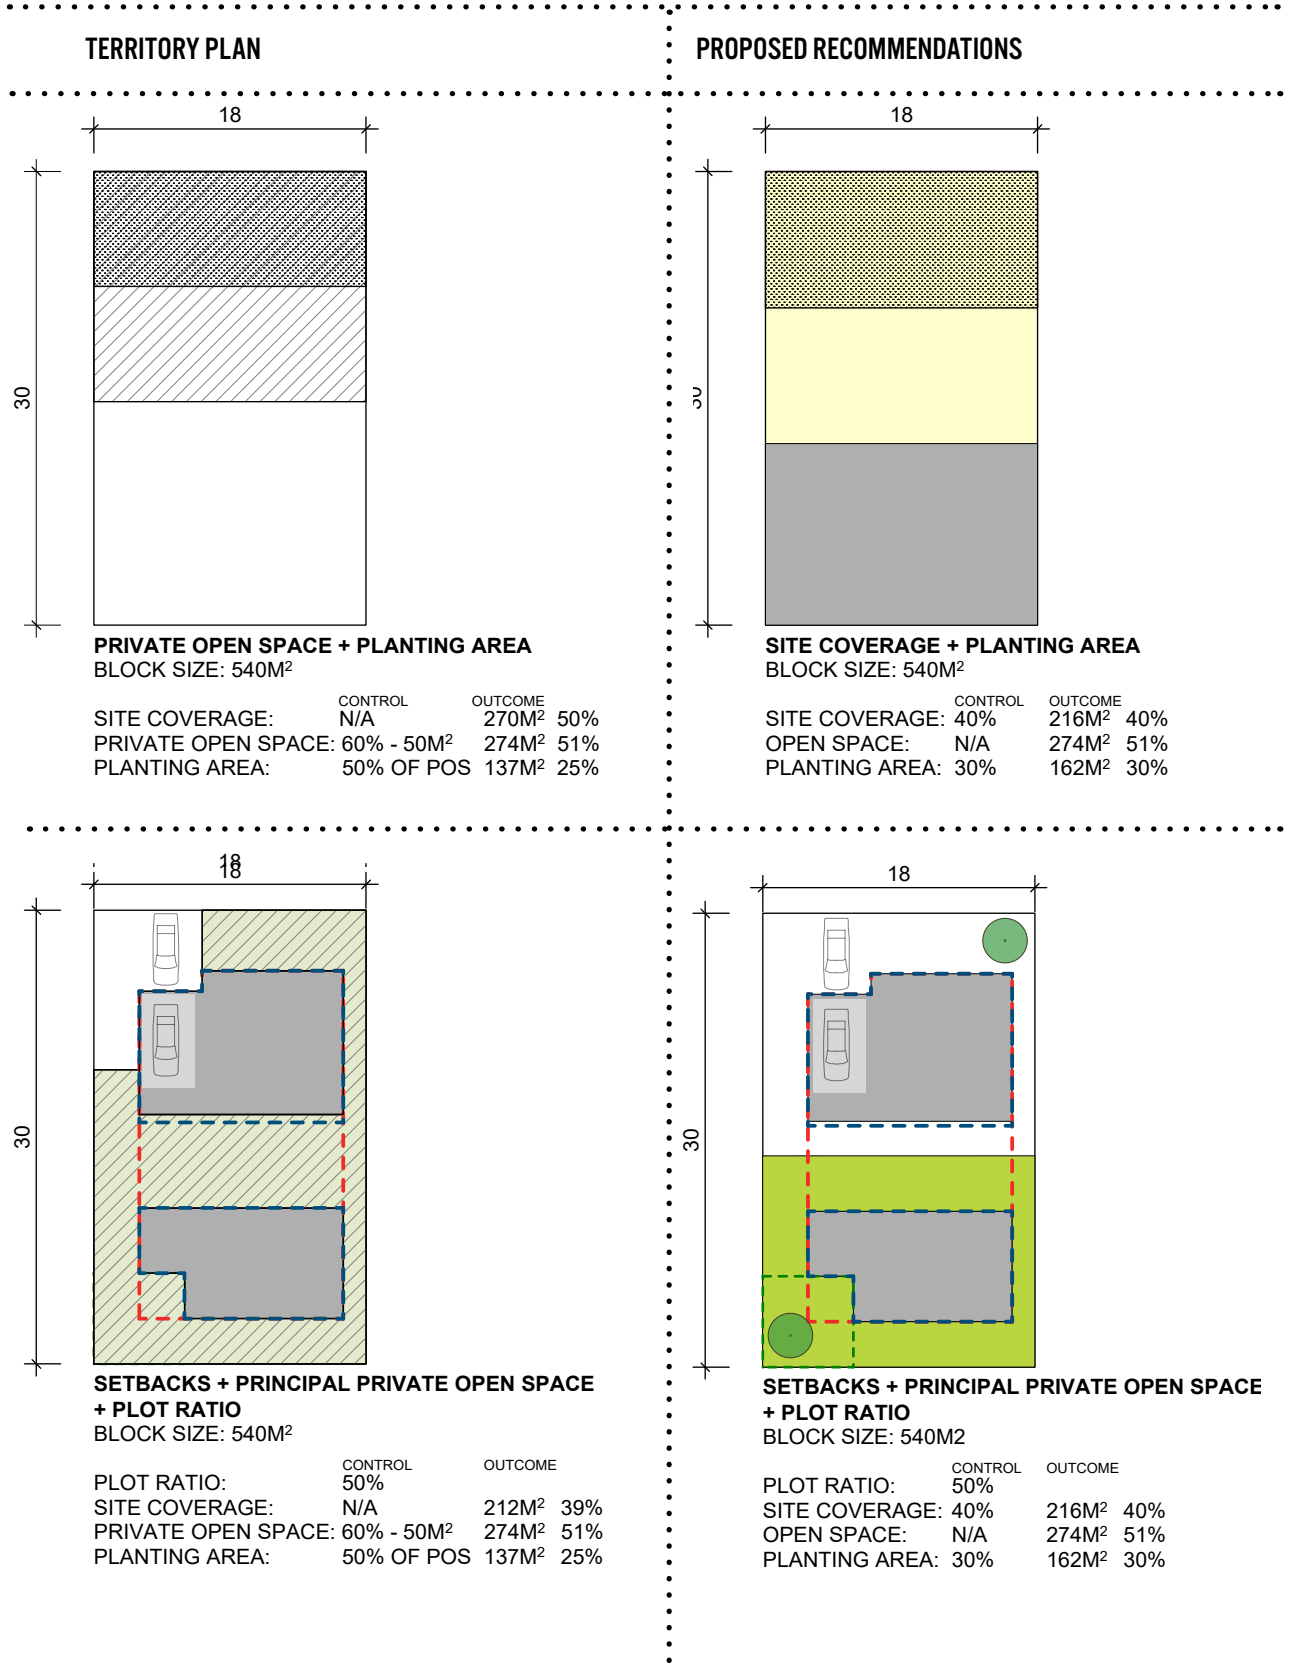 TERRITORY PLAN
PROPOSED RECOMMENDATIONS
18
30
PRIVATE OPEN SPACE + PLANTING AREA
BLOCK SIZE: 540M²
CONTROL OUTCOME
SITE COVERAGE: N/A 270M² 50%
PRIVATE OPEN SPACE: 60% - 50M² 274M² 51%
PLANTING AREA: 50% OF POS 137M² 25%
18
30
SITE COVERAGE + PLANTING AREA
BLOCK SIZE: 540M²
CONTROL OUTCOME
SITE COVERAGE: 40% 216M² 40%
OPEN SPACE: N/A 274M² 51%
PLANTING AREA: 30% 162M² 30%
18
18
30
SETBACKS + PRINCIPAL PRIVATE OPEN SPACE
+ PLOT RATIO
BLOCK SIZE: 540M²
CONTROL OUTCOME
PLOT RATIO: 50%
SITE COVERAGE: N/A 212M² 39%
PRIVATE OPEN SPACE: 60% - 50M² 274M² 51%
PLANTING AREA: 50% OF POS 137M² 25%
18
30
SETBACKS + PRINCIPAL PRIVATE OPEN SPACE
+ PLOT RATIO
BLOCK SIZE: 540M2
CONTROL OUTCOME
PLOT RATIO: 50%
SITE COVERAGE: 40% 216M² 40%
OPEN SPACE: N/A 274M² 51%
PLANTING AREA: 30% 162M² 30%